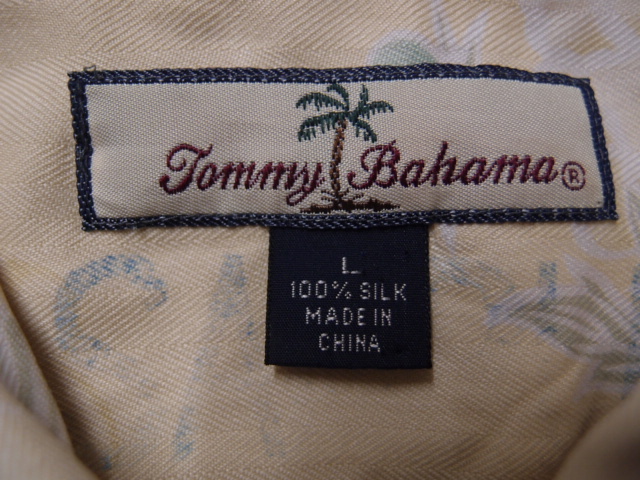 Tommy Bahama®
L
100% SILK
MADE IN
CHINA